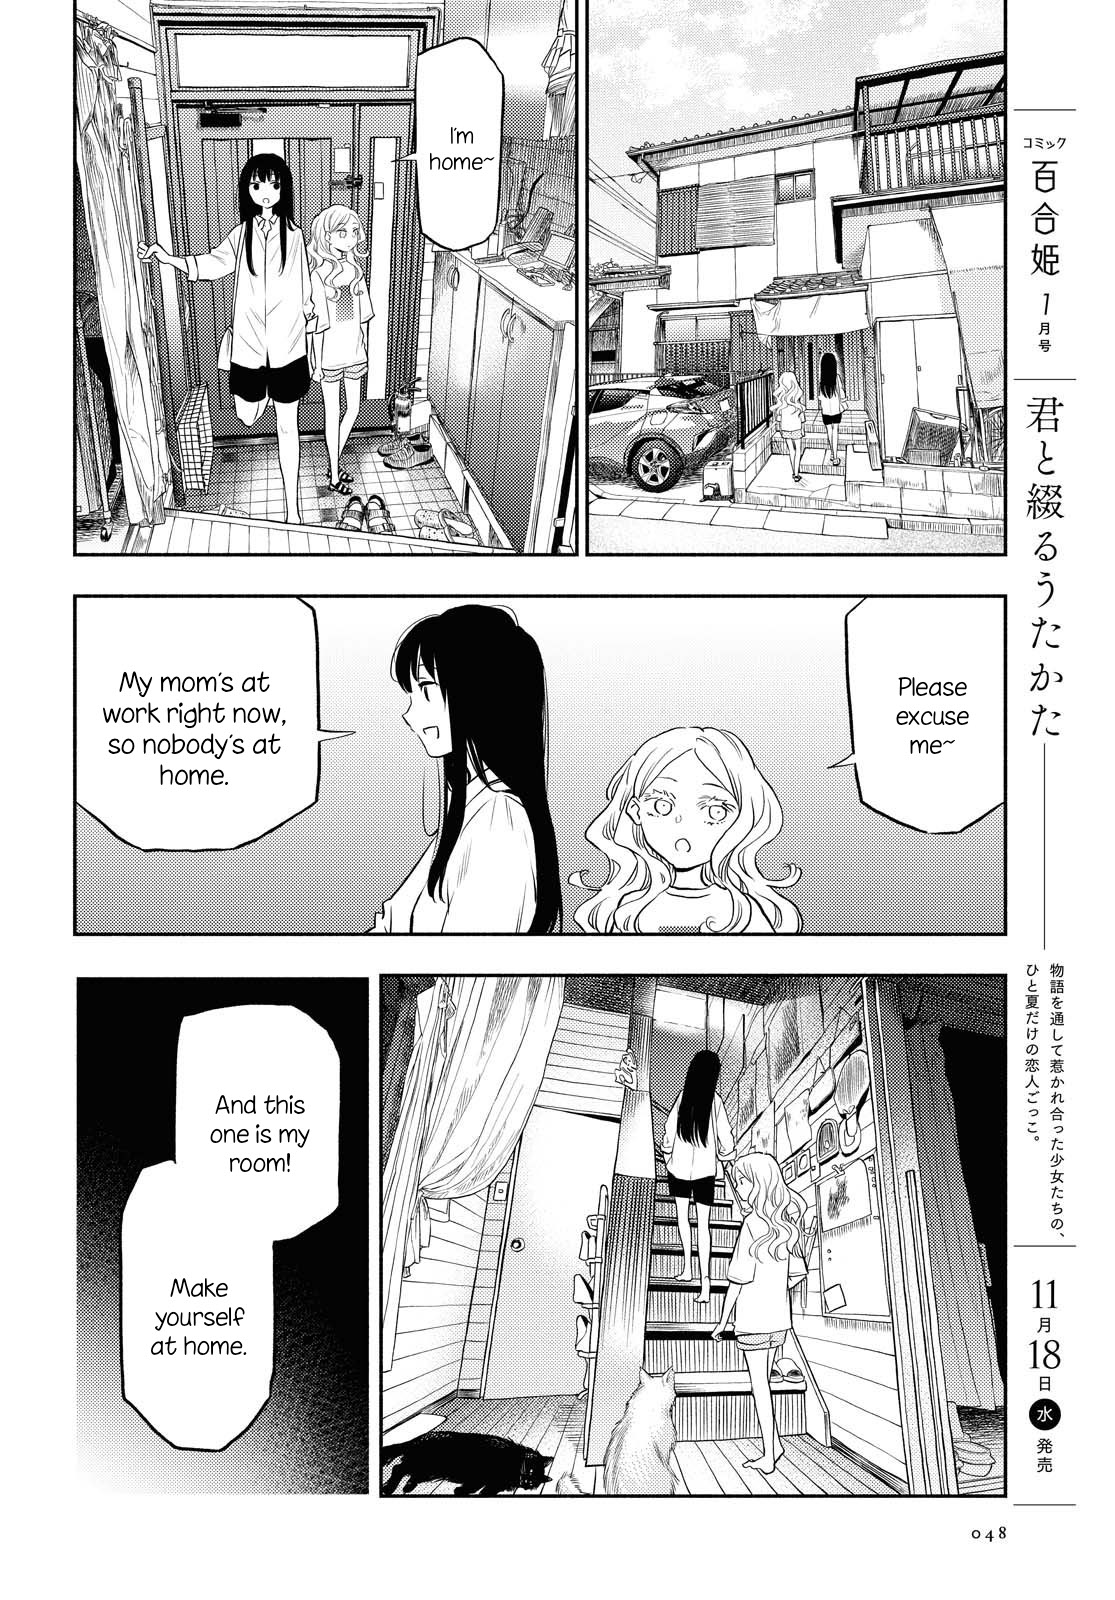 I'm
home~
Please
excuse
me~
My mom's at
work right now,
so nobody's at
home.
And this
one is my
room!
Make
yourself
at home.
コミック
百合姫
1月号
君と綴るうたかた
物語を通して惹かれ合った少女たちの、
ひと夏だけの恋人ごっこ。
11月18日水発売
048